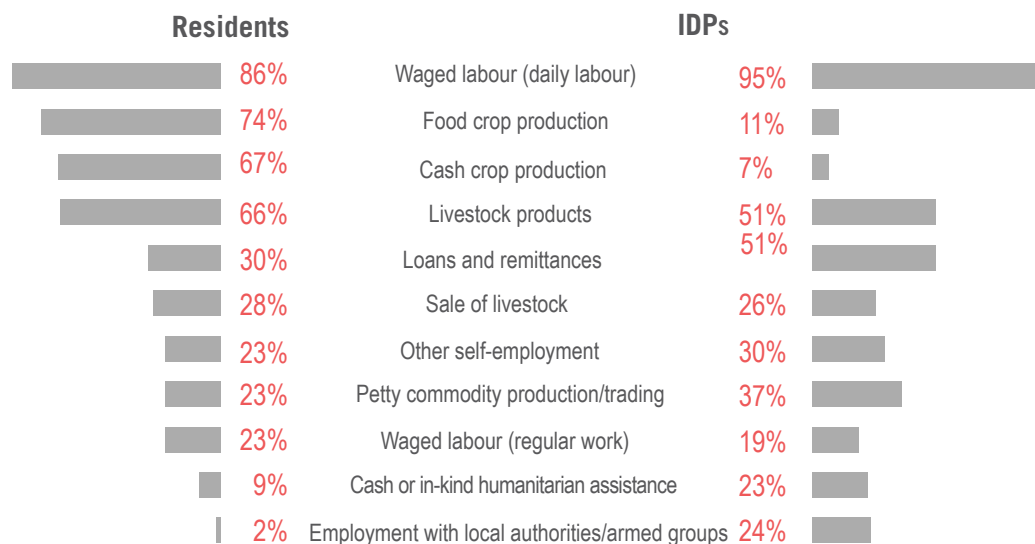 Residents IDPs
86% Waged labour (daily labour) 95%
74% Food crop production 11%
67% Cash crop production 7%
66% Livestock products 51%
30% Loans and remittances 51%
28% Sale of livestock 26%
23% Other self-employment 30%
23% Petty commodity production/trading 37%
23% Waged labour (regular work) 19%
9% Cash or in-kind humanitarian assistance 23%
2% Employment with local authorities/armed groups 24%